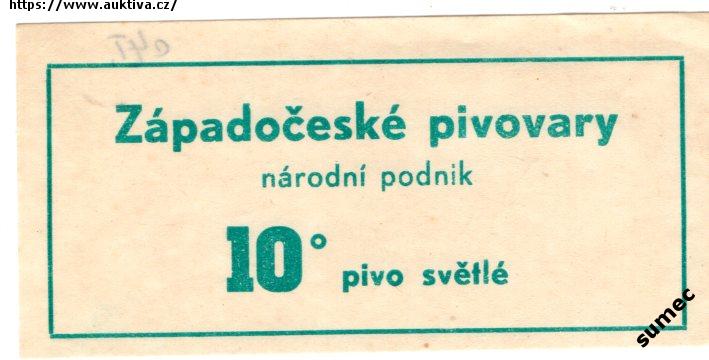 https://www.auktiva.cz/
Západočeské pivovary
národní podnik
10° pivo světlé
sumec